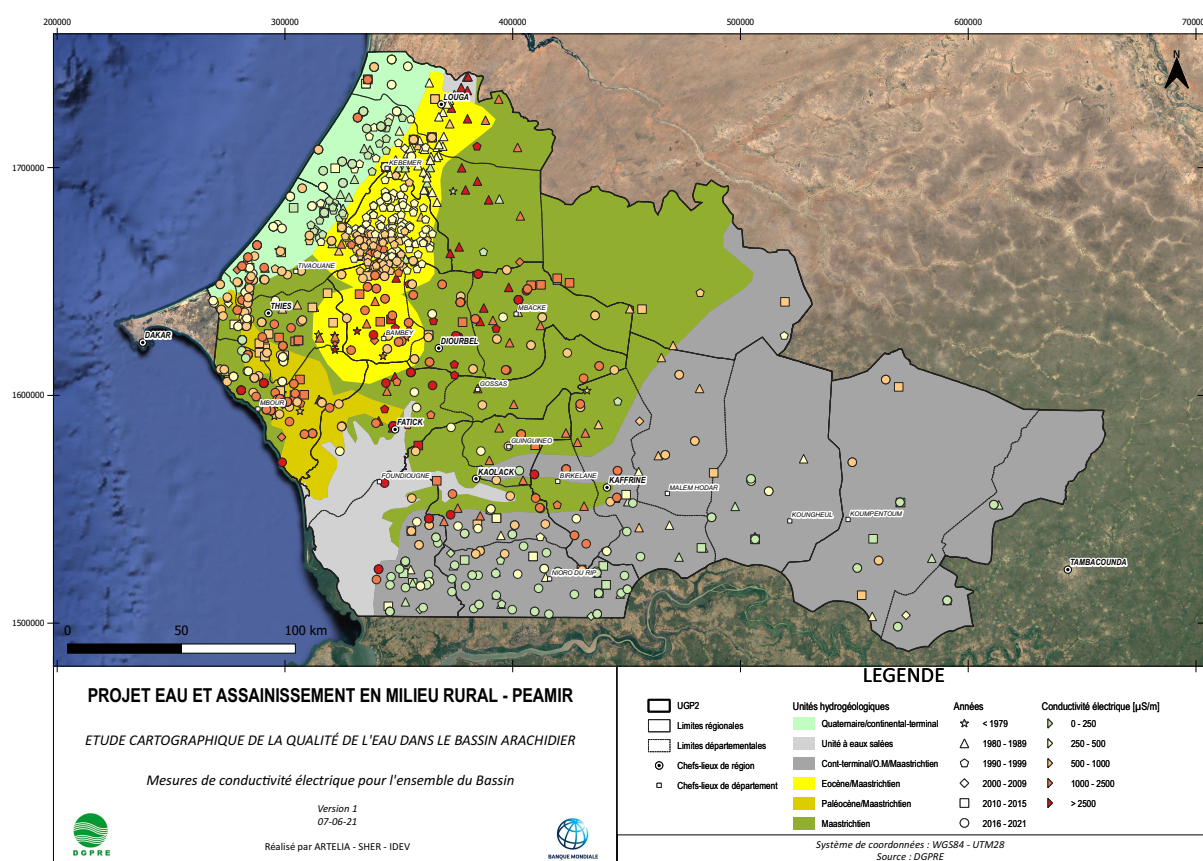 200000 300000 400000 500000 600000 70000
N
1700000
1600000
1500000
LOUGA
KEBEMER
TIVAOUANE
THIES
MBACKE
DAKAR
BAMBEY
DIOURBEL
GOSSAS
MBOUR
FATICK
GUINGUINEO
FOUNDIOUGNE
KAOLACK
BIRKELANE
KAFFRINE
MALEM HODAR
KOUNGHEUL
KOUMPENTOUM
TAMBACOUNDA
NIORO DU RIP
0 50 100 km
PROJET EAU ET ASSAINISSEMENT EN MILIEU RURAL - PEAMIR
ETUDE CARTOGRAPHIQUE DE LA QUALITÉ DE L'EAU DANS LE BASSIN ARACHIDIER
Mesures de conductivité électrique pour l'ensemble du Bassin
Version 1
07-06-21
Réalisé par ARTELIA - SHER - IDEV
DGPRE
BANQUE MONDIALE
LEGENDE
UGP2
Limites régionales
Limites départementales
Chefs-lieux de région
Chefs-lieux de département
Unités hydrogéologiques
Quaternaire/continental-terminal
Unité à eaux salées
Cont-terminal/O.M/Maastrichtien
Eocène/Maastrichtien
Paléocène/Maastrichtien
Maastrichtien
Années
< 1979
1980 - 1989
1990 - 1999
2000 - 2009
2010 - 2015
2016 - 2021
Conductivité électrique [µS/m]
0 - 250
250 - 500
500 - 1000
1000 - 2500
> 2500
Système de coordonnées : WGS84 - UTM28
Source : DGPRE